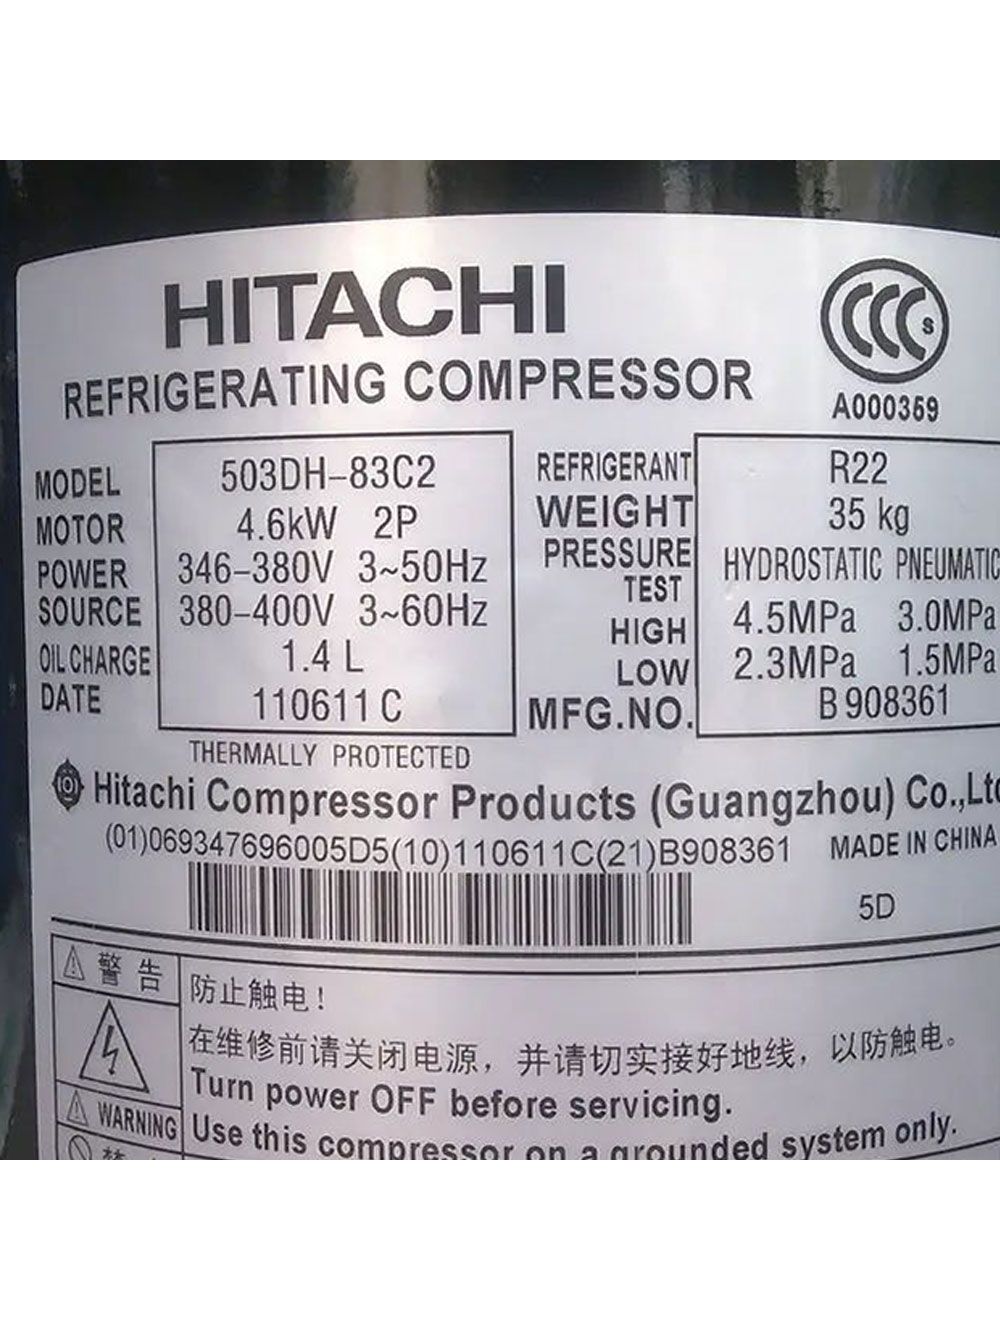 HITACHI
CCC S
REFRIGERATING COMPRESSOR
A000359
MODEL 503DH-83C2
MOTOR 4.6kW 2P
POWER 346-380V 3~50Hz
SOURCE 380-400V 3~60Hz
OIL CHARGE 1.4 L
DATE 110611 C
REFRIGERANT R22
WEIGHT 35 kg
PRESSURE HYDROSTATIC PNEUMATIC
TEST
HIGH 4.5MPa 3.0MPa
LOW 2.3MPa 1.5MPa
MFG.NO. B 908361
THERMALLY PROTECTED
Hitachi Compressor Products (Guangzhou) Co.,Ltd
(01)069347696005D5(10)110611C(21)B908361 MADE IN CHINA
5D
警告
防止触电!
在维修前请关闭电源，并请切实接好地线，以防触电。
Turn power OFF before servicing.
WARNING
Use this compressor on a grounded system only.